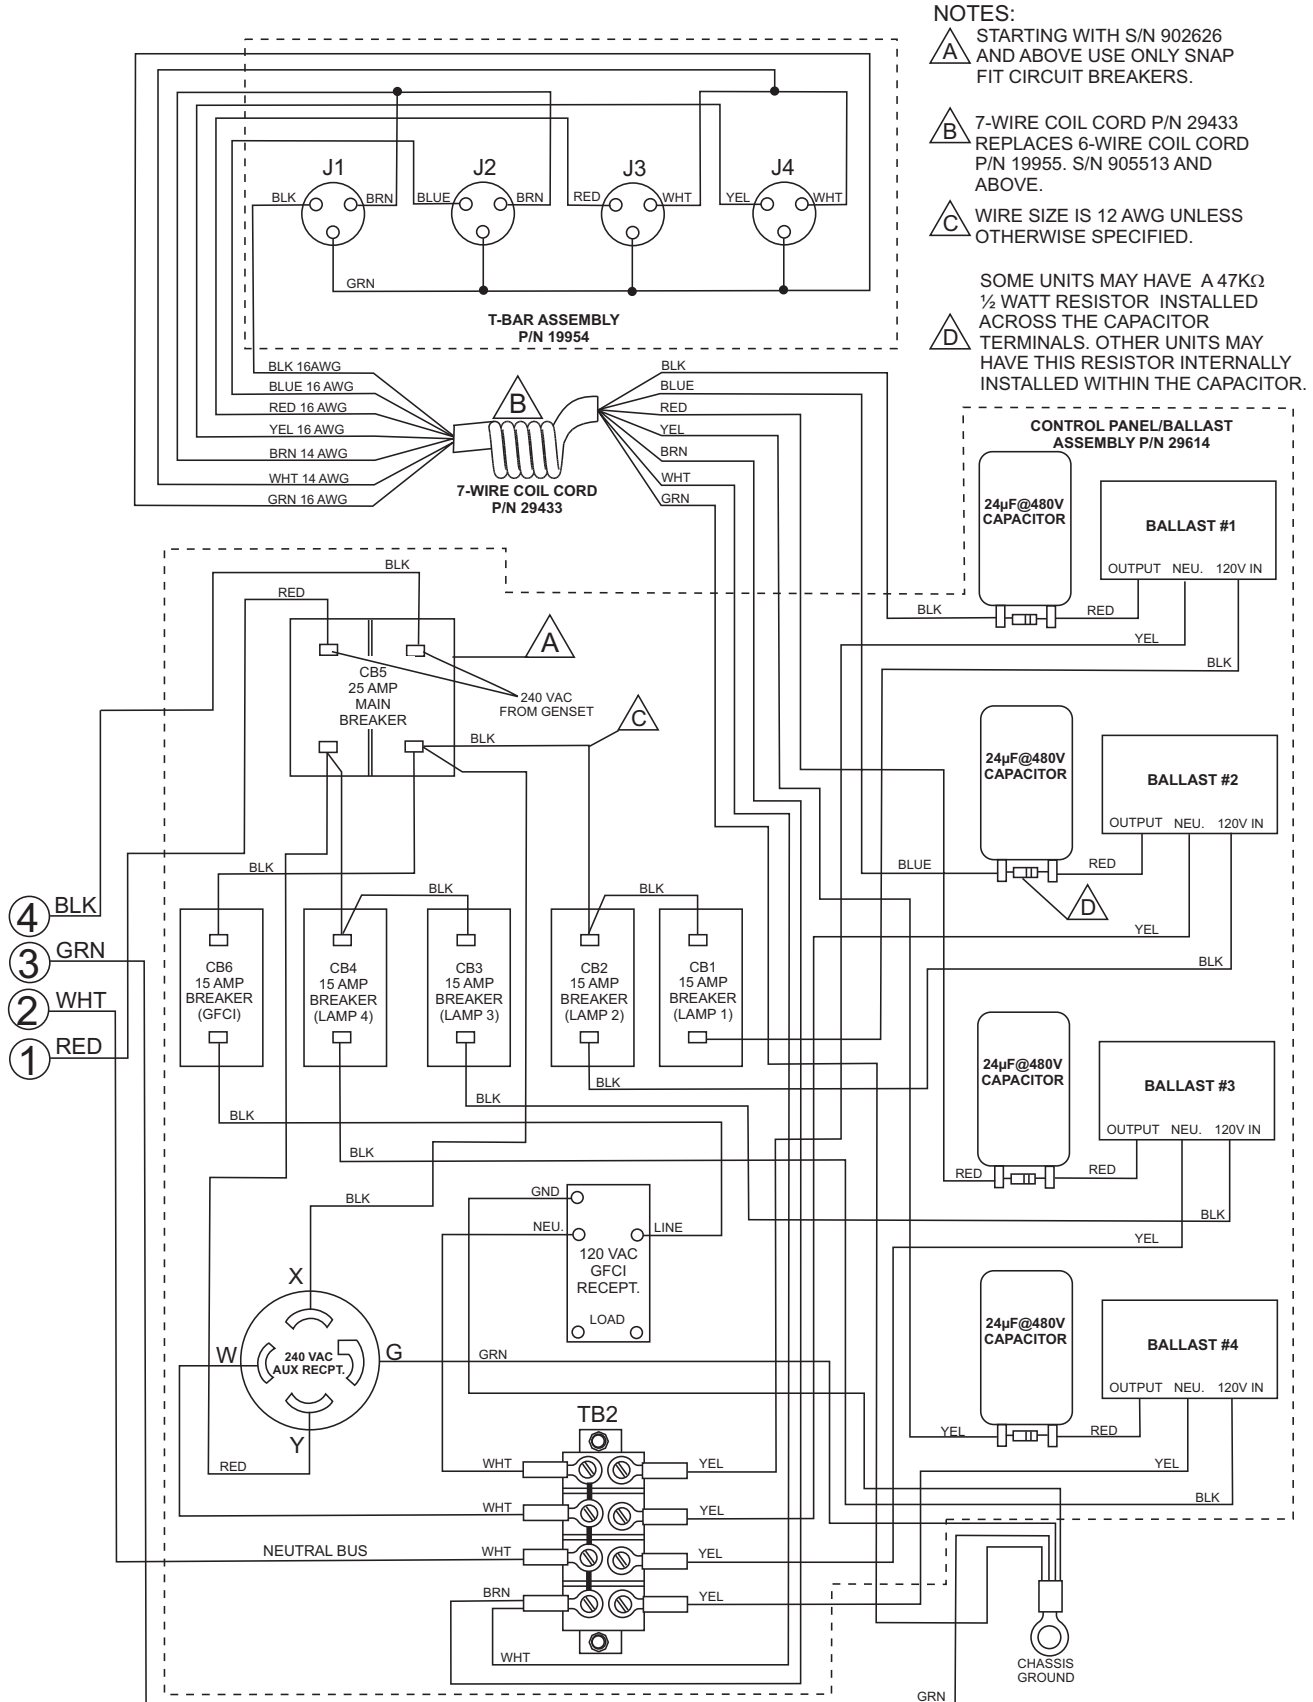 NOTES:
A
STARTING WITH S/N 902626
AND ABOVE USE ONLY SNAP
FIT CIRCUIT BREAKERS.
B
7-WIRE COIL CORD P/N 29433
REPLACES 6-WIRE COIL CORD
P/N 19955. S/N 905513 AND
ABOVE.
C
WIRE SIZE IS 12 AWG UNLESS
OTHERWISE SPECIFIED.
D
SOME UNITS MAY HAVE A 47KΩ
½ WATT RESISTOR INSTALLED
ACROSS THE CAPACITOR
TERMINALS. OTHER UNITS MAY
HAVE THIS RESISTOR INTERNALLY
INSTALLED WITHIN THE CAPACITOR.
J1
J2
J3
J4
BLK
BRN
BLUE
BRN
RED
WHT
YEL
WHT
GRN
T-BAR ASSEMBLY
P/N 19954
BLK 16AWG
BLUE 16 AWG
RED 16 AWG
YEL 16 AWG
BRN 14 AWG
WHT 14 AWG
GRN 16 AWG
B
7-WIRE COIL CORD
P/N 29433
BLK
BLUE
RED
YEL
BRN
WHT
GRN
CONTROL PANEL/BALLAST
ASSEMBLY P/N 29614
24µF@480V
CAPACITOR
BALLAST #1
OUTPUT NEU. 120V IN
BLK
RED
YEL
BLK
24µF@480V
CAPACITOR
BALLAST #2
OUTPUT NEU. 120V IN
BLUE
RED
D
YEL
BLK
24µF@480V
CAPACITOR
BALLAST #3
OUTPUT NEU. 120V IN
RED
RED
BLK
YEL
24µF@480V
CAPACITOR
BALLAST #4
OUTPUT NEU. 120V IN
YEL
RED
YEL
BLK
BLK
RED
A
CB5
25 AMP
MAIN
BREAKER
240 VAC
FROM GENSET
C
BLK
BLK
BLK
BLK
4 BLK
3 GRN
2 WHT
1 RED
CB6
15 AMP
BREAKER
(GFCI)
CB4
15 AMP
BREAKER
(LAMP 4)
CB3
15 AMP
BREAKER
(LAMP 3)
CB2
15 AMP
BREAKER
(LAMP 2)
CB1
15 AMP
BREAKER
(LAMP 1)
BLK
BLK
BLK
BLK
BLK
GND
NEU.
LINE
120 VAC
GFCI
RECEPT.
LOAD
X
W
G
Y
240 VAC
AUX RECPT.
GRN
RED
TB2
WHT
YEL
WHT
YEL
NEUTRAL BUS
WHT
YEL
BRN
YEL
WHT
CHASSIS
GROUND
GRN